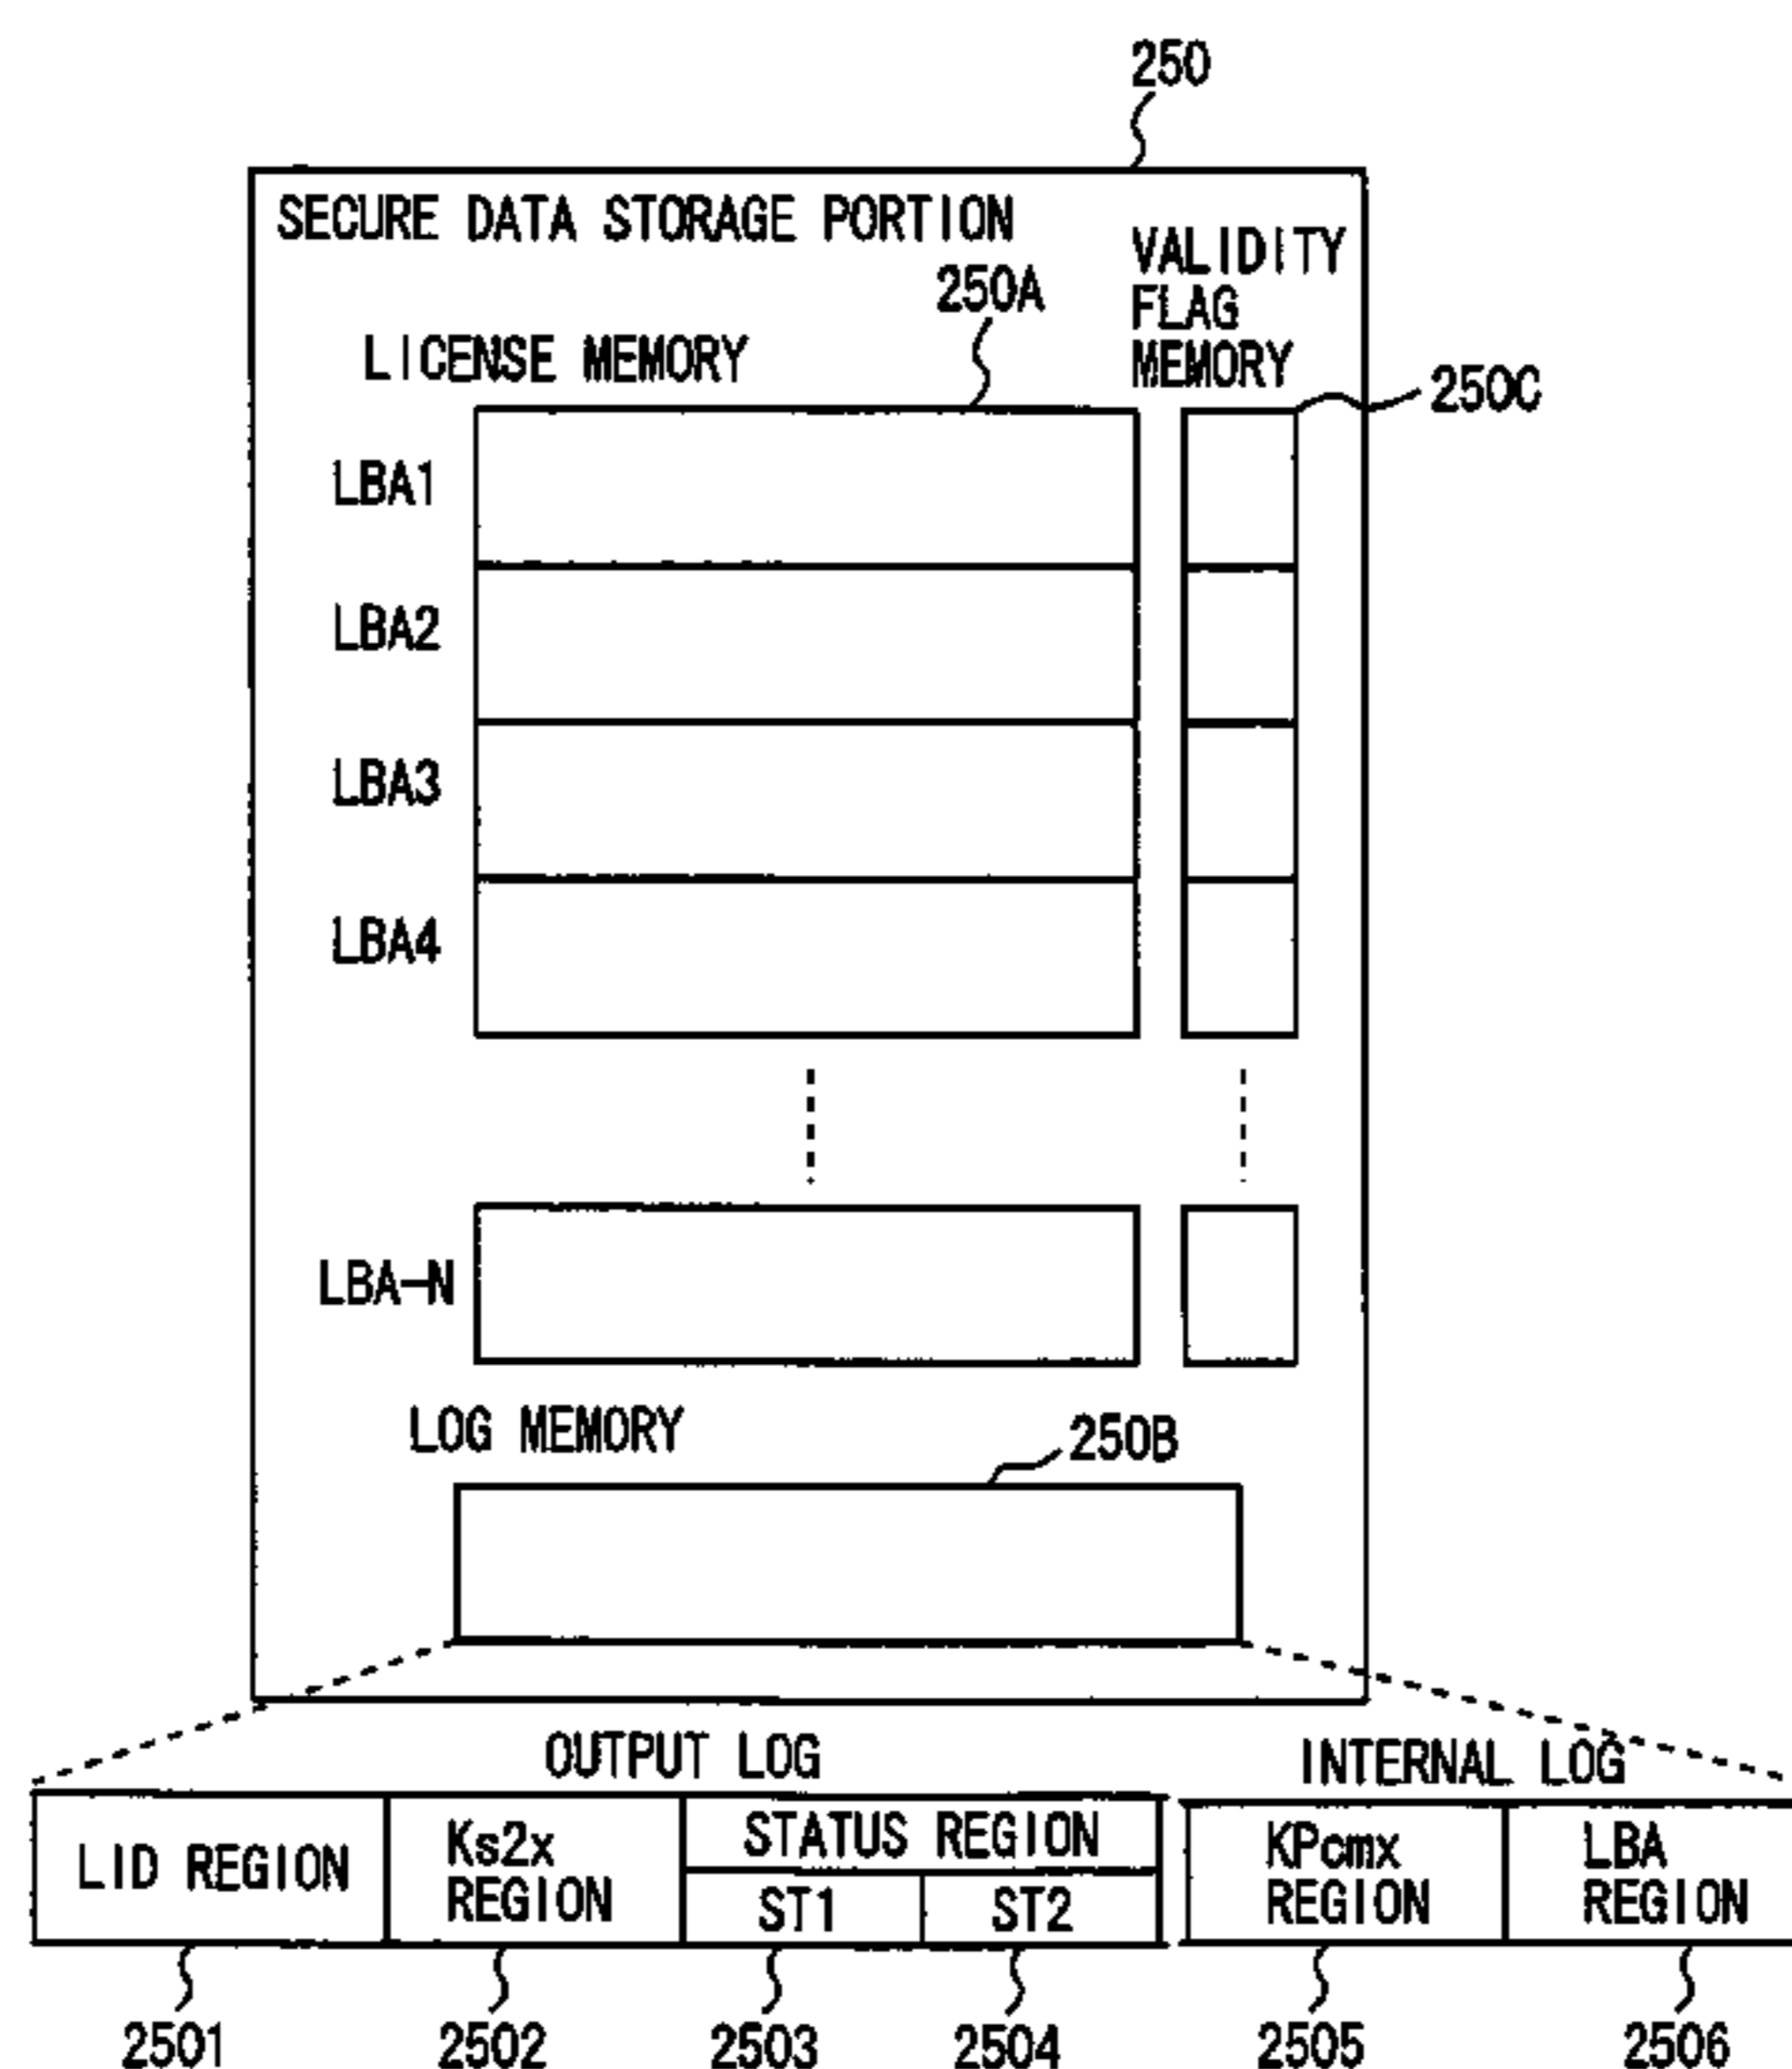 250
SECURE DATA STORAGE PORTION
VALIDITY
FLAG
MEMORY
250A
LICENSE MEMORY
250C
LBA1
LBA2
LBA3
LBA4
LBA-N
LOG MEMORY
250B
OUTPUT LOG
INTERNAL LOG
LID REGION
Ks2x
REGION
STATUS REGION
ST1
ST2
KPcmx
REGION
LBA
REGION
2501
2502
2503
2504
2505
2506